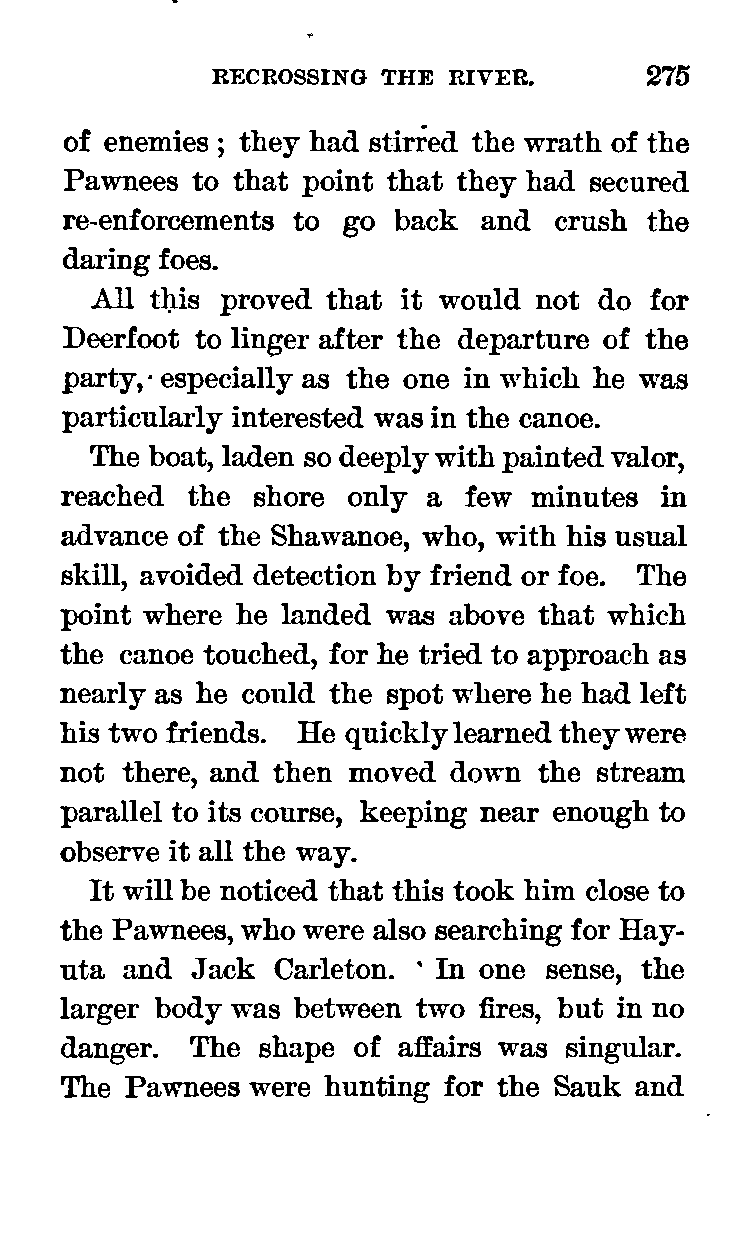 RECROSSING THE RIVER. 275
of enemies ; they had stirred the wrath of the
Pawnees to that point that they had secured
re-enforcements to go back and crush the
daring foes.
All this proved that it would not do for
Deerfoot to linger after the departure of the
party, especially as the one in which he was
particularly interested was in the canoe.
The boat, laden so deeply with painted valor,
reached the shore only a few minutes in
advance of the Shawanoe, who, with his usual
skill, avoided detection by friend or foe. The
point where he landed was above that which
the canoe touched, for he tried to approach as
nearly as he could the spot where he had left
his two friends. He quickly learned they were
not there, and then moved down the stream
parallel to its course, keeping near enough to
observe it all the way.
It will be noticed that this took him close to
the Pawnees, who were also searching for Hay-
uta and Jack Carleton. In one sense, the
larger body was between two fires, but in no
danger. The shape of affairs was singular.
The Pawnees were hunting for the Sauk and